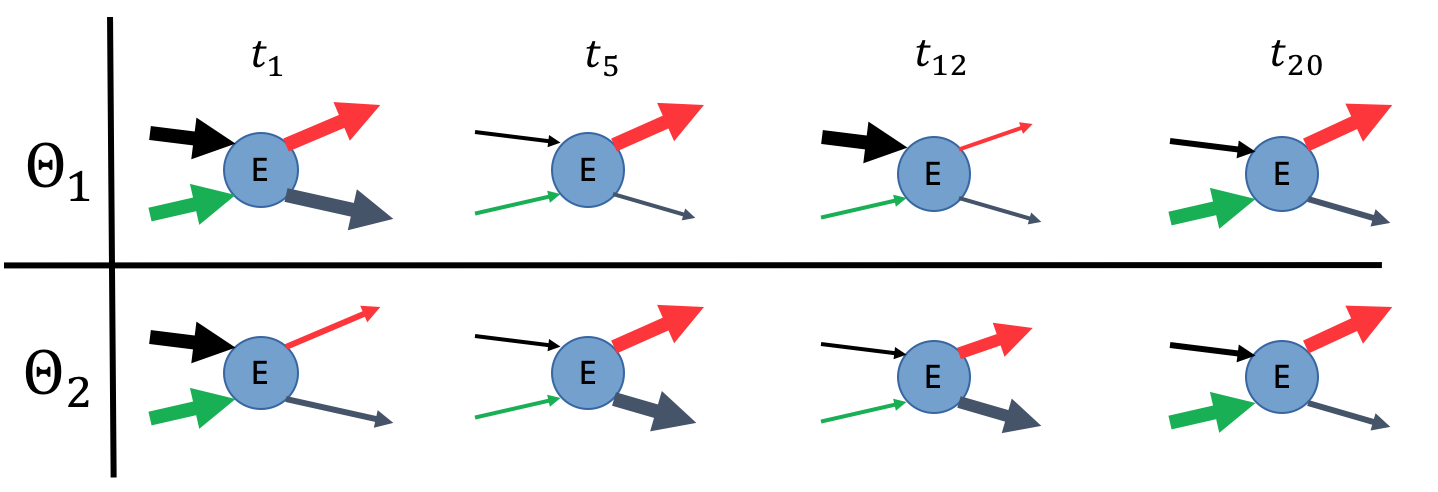 t₁ t₅ t₁₂ t₂₀
Θ₁ E E E E
Θ₂ E E E E